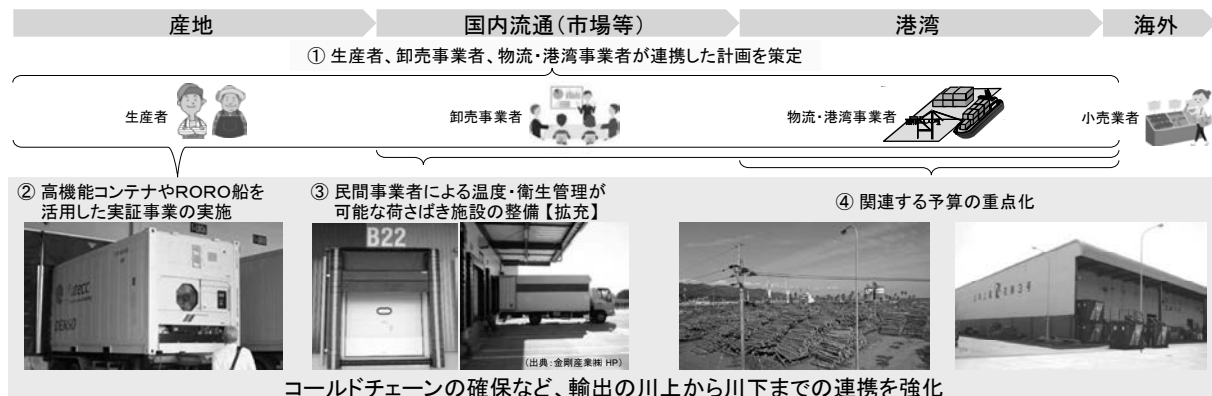 産地
国内流通(市場等)
港湾
海外
① 生産者、卸売事業者、物流・港湾事業者が連携した計画を策定
生産者
卸売事業者
物流・港湾事業者
小売業者
② 高機能コンテナやRORO船を
活用した実証事業の実施
③ 民間事業者による温度・衛生管理が
可能な荷さばき施設の整備【拡充】
④ 関連する予算の重点化
B22
DENSO
(出典:金剛産業㈱ HP)
コールドチェーンの確保など、輸出の川上から川下までの連携を強化